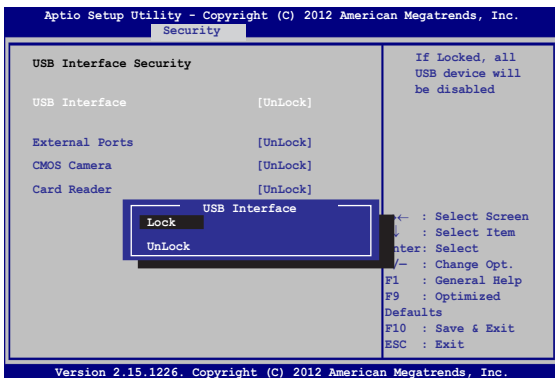 Aptio Setup Utility - Copyright (C) 2012 American Megatrends, Inc.
Security
USB Interface Security
USB Interface [UnLock]
External Ports [UnLock]
CMOS Camera [UnLock]
Card Reader [UnLock]
USB Interface
Lock
UnLock
If Locked, all
USB device will
be disabled
← : Select Screen
↓ : Select Item
nter: Select
/— : Change Opt.
F1 : General Help
F9 : Optimized
Defaults
F10 : Save & Exit
ESC : Exit
Version 2.15.1226. Copyright (C) 2012 American Megatrends, Inc.